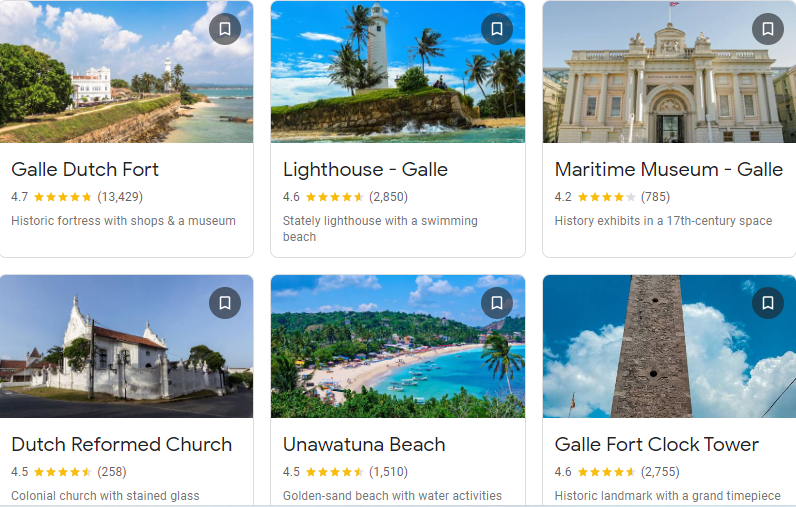 Galle Dutch Fort
4.7 (13,429)
Historic fortress with shops & a museum
Lighthouse - Galle
4.6 (2,850)
Stately lighthouse with a swimming
beach
Maritime Museum - Galle
4.2 (785)
History exhibits in a 17th-century space
Dutch Reformed Church
4.5 (258)
Colonial church with stained glass
Unawatuna Beach
4.5 (1,510)
Golden-sand beach with water activities
Galle Fort Clock Tower
4.6 (2,755)
Historic landmark with a grand timepiece